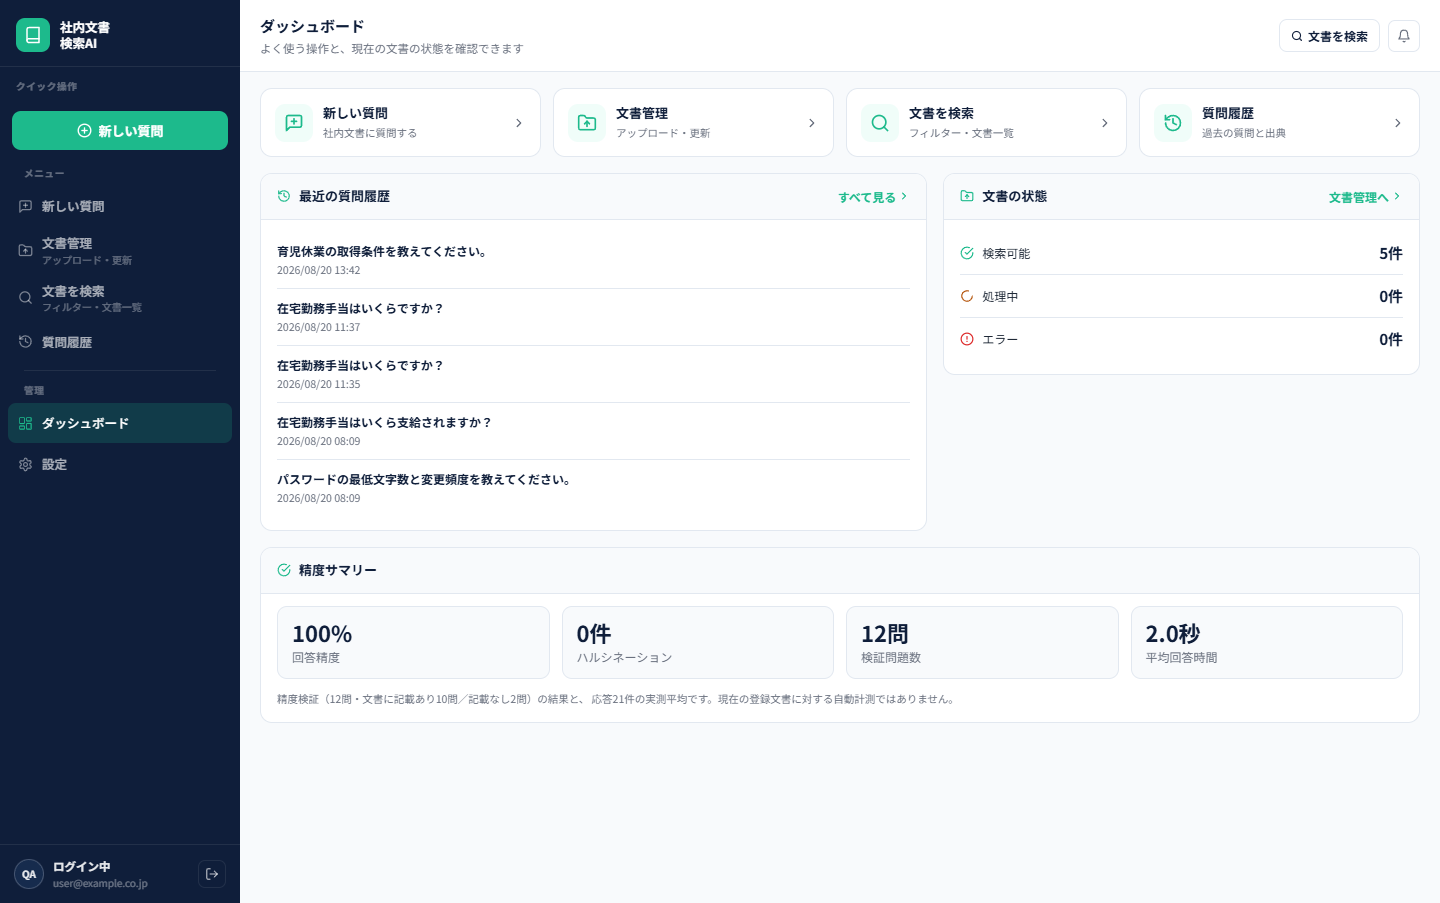 社内文書
検索AI
クイック操作
新しい質問
メニュー
新しい質問
文書管理
アップロード・更新
文書を検索
フィルター・文書一覧
質問履歴
管理
ダッシュボード
設定
QA
ログイン中
user@example.co.jp
ダッシュボード
よく使う操作と、現在の文書の状態を確認できます
文書を検索
新しい質問
社内文書に質問する
文書管理
アップロード・更新
文書を検索
フィルター・文書一覧
質問履歴
過去の質問と出典
最近の質問履歴
すべて見る
育児休業の取得条件を教えてください。
2026/08/20 13:42
在宅勤務手当はいくらですか？
2026/08/20 11:37
在宅勤務手当はいくらですか？
2026/08/20 11:35
在宅勤務手当はいくら支給されますか？
2026/08/20 08:09
パスワードの最低文字数と変更頻度を教えてください。
2026/08/20 08:09
文書の状態
文書管理へ
検索可能 5件
処理中 0件
エラー 0件
精度サマリー
100%
回答精度
0件
ハルシネーション
12問
検証問題数
2.0秒
平均回答時間
精度検証（12問・文書に記載あり10問／記載なし2問）の結果と、 応答21件の実測平均です。現在の登録文書に対する自動計測ではありません。